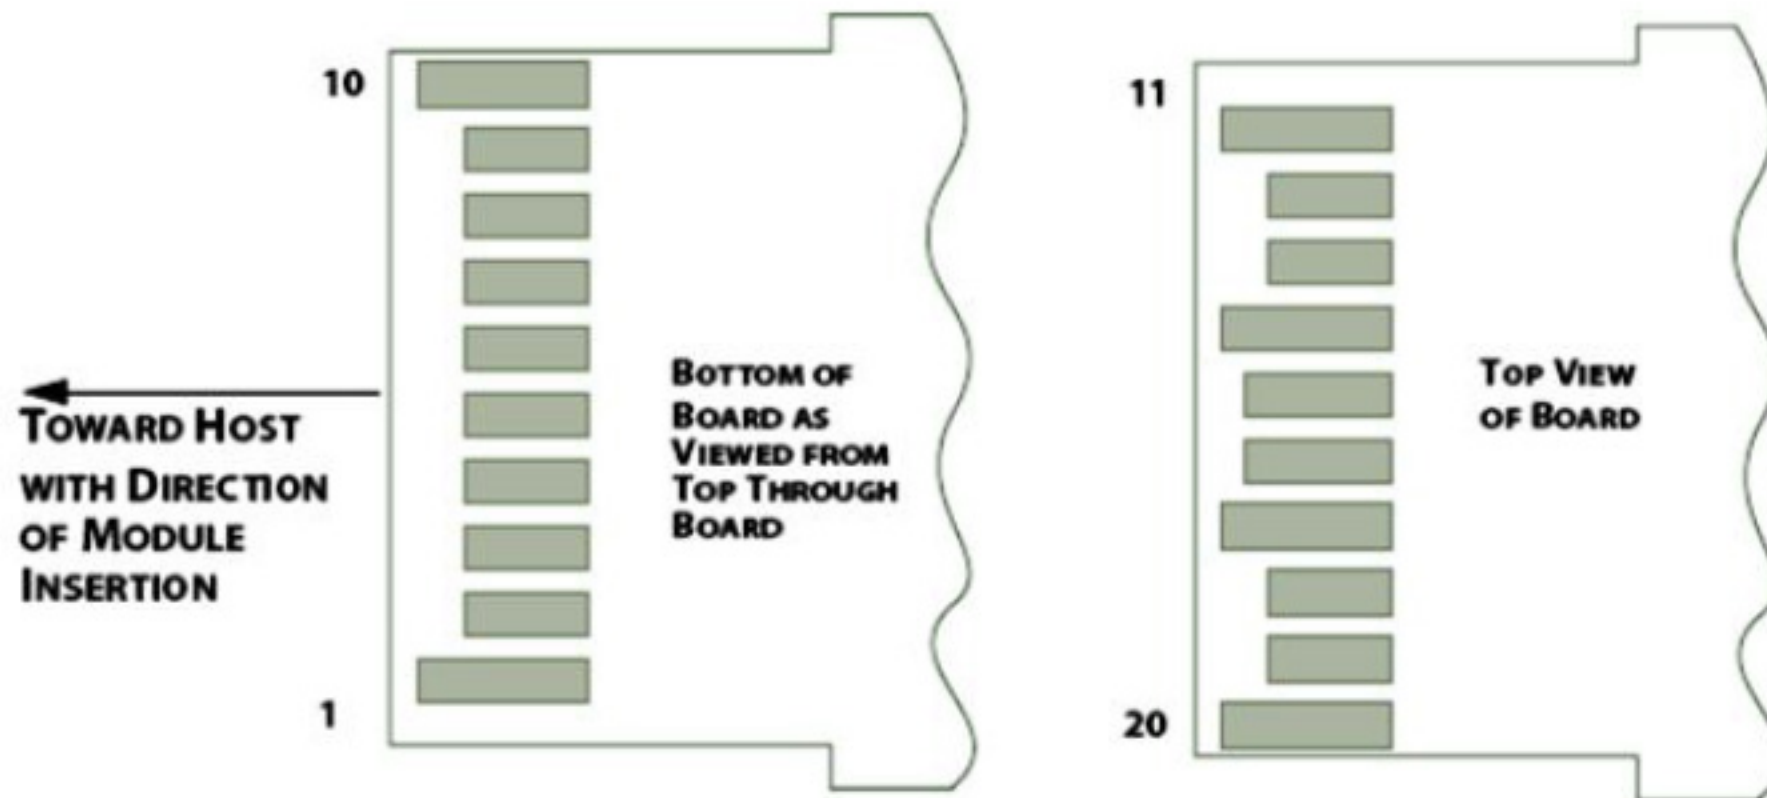 10
1
TOWARD HOST
WITH DIRECTION
OF MODULE
INSERTION
BOTTOM OF
BOARD AS
VIEWED FROM
TOP THROUGH
BOARD
11
20
TOP VIEW
OF BOARD